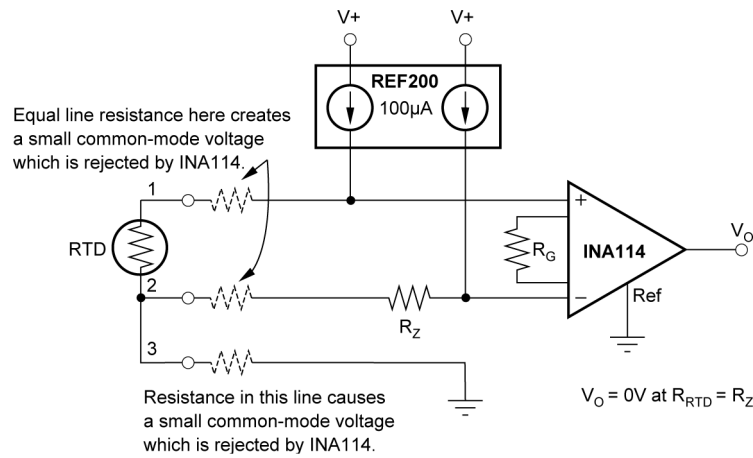 V+ V+
REF200
100µA
Equal line resistance here creates
a small common-mode voltage
which is rejected by INA114.
1
RTD
2
3
R_Z
R_G
+
INA114
−
Ref
V_O
Resistance in this line causes
a small common-mode voltage
which is rejected by INA114.
V_O = 0V at R_RTD = R_Z